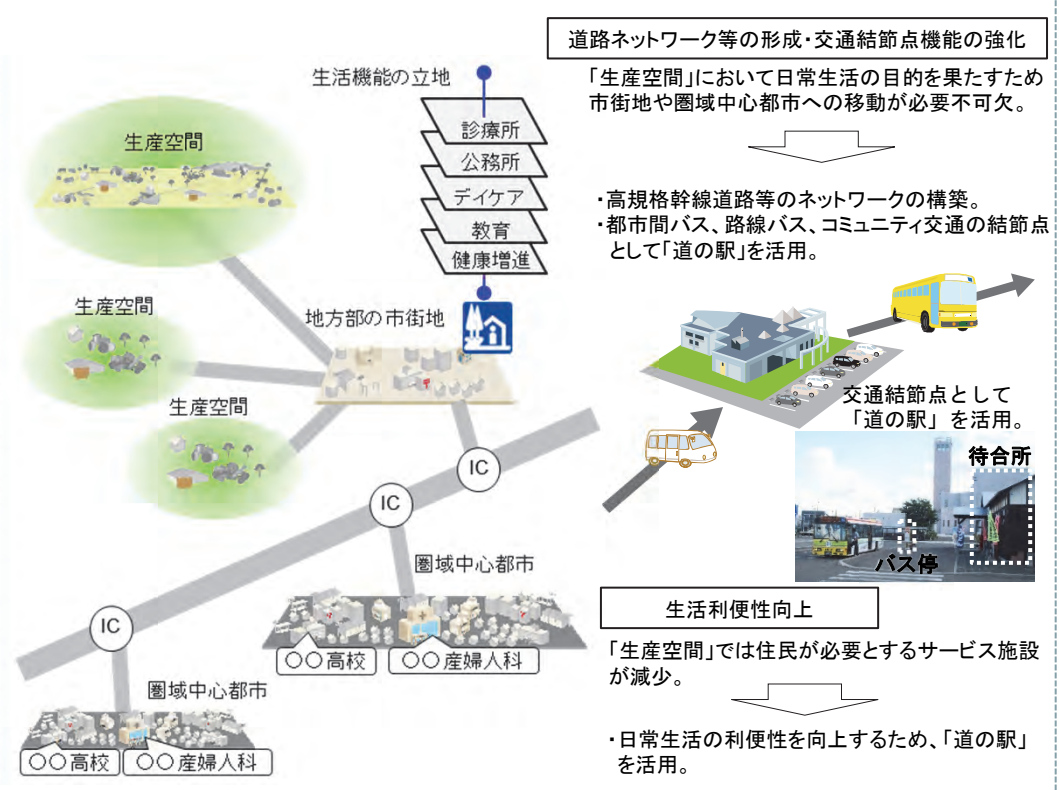 道路ネットワーク等の形成・交通結節点機能の強化
「生産空間」において日常生活の目的を果たすため
市街地や圏域中心都市への移動が必要不可欠。
・高規格幹線道路等のネットワークの構築。
・都市間バス、路線バス、コミュニティ交通の結節点
として「道の駅」を活用。
交通結節点として
「道の駅」を活用。
待合所
バス停
生活利便性向上
「生産空間」では住民が必要とするサービス施設
が減少。
・日常生活の利便性を向上するため、「道の駅」
を活用。
生活機能の立地
診療所
公務所
デイケア
教育
健康増進
生産空間
生産空間
生産空間
地方部の市街地
IC
IC
IC
圏域中心都市
〇〇高校
〇〇産婦人科
圏域中心都市
〇〇高校
〇〇産婦人科